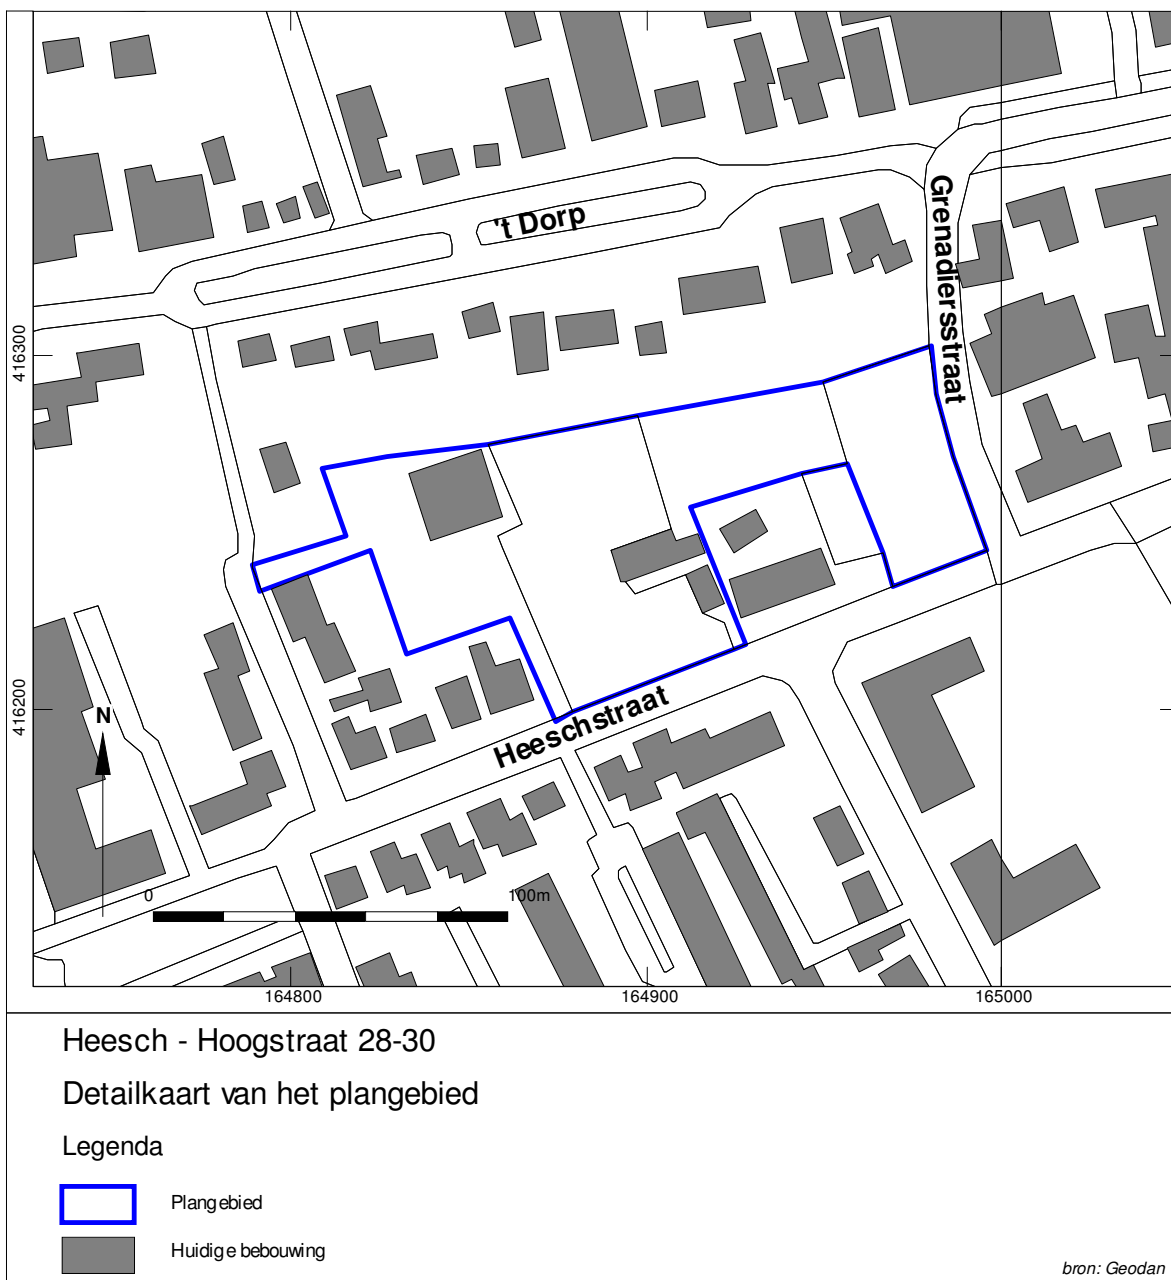 't Dorp
Grenadiersstraat
416300
416200
N
Heeschstraat
0 100m
164800 164900 165000
Heesch - Hoogstraat 28-30
Detailkaart van het plangebied
Legenda
Plangebied
Huidige bebouwing
bron: Geodan